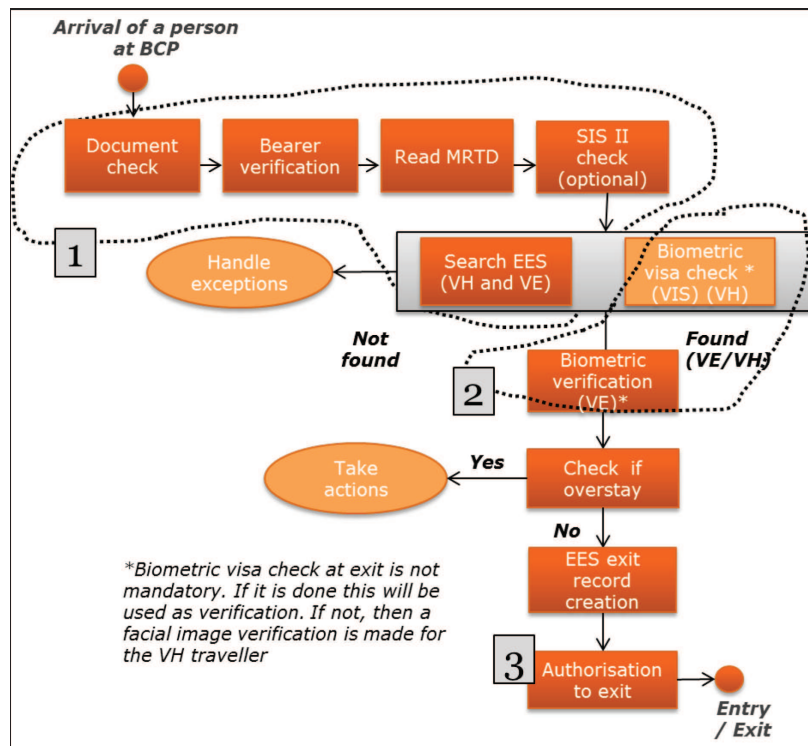 Arrival of a person
at BCP
Document
check
Bearer
verification
Read MRTD
SIS II
check
(optional)
1
Handle
exceptions
Search EES
(VH and VE)
Biometric
visa check *
(VIS) (VH)
Not
found
Found
(VE/VH)
2
Biometric
verification
(VE)*
Take
actions
Yes
Check if
overstay
No
*Biometric visa check at exit is not
mandatory. If it is done this will be
used as verification. If not, then a
facial image verification is made for
the VH traveller
EES exit
record
creation
3
Authorisation
to exit
Entry
/ Exit